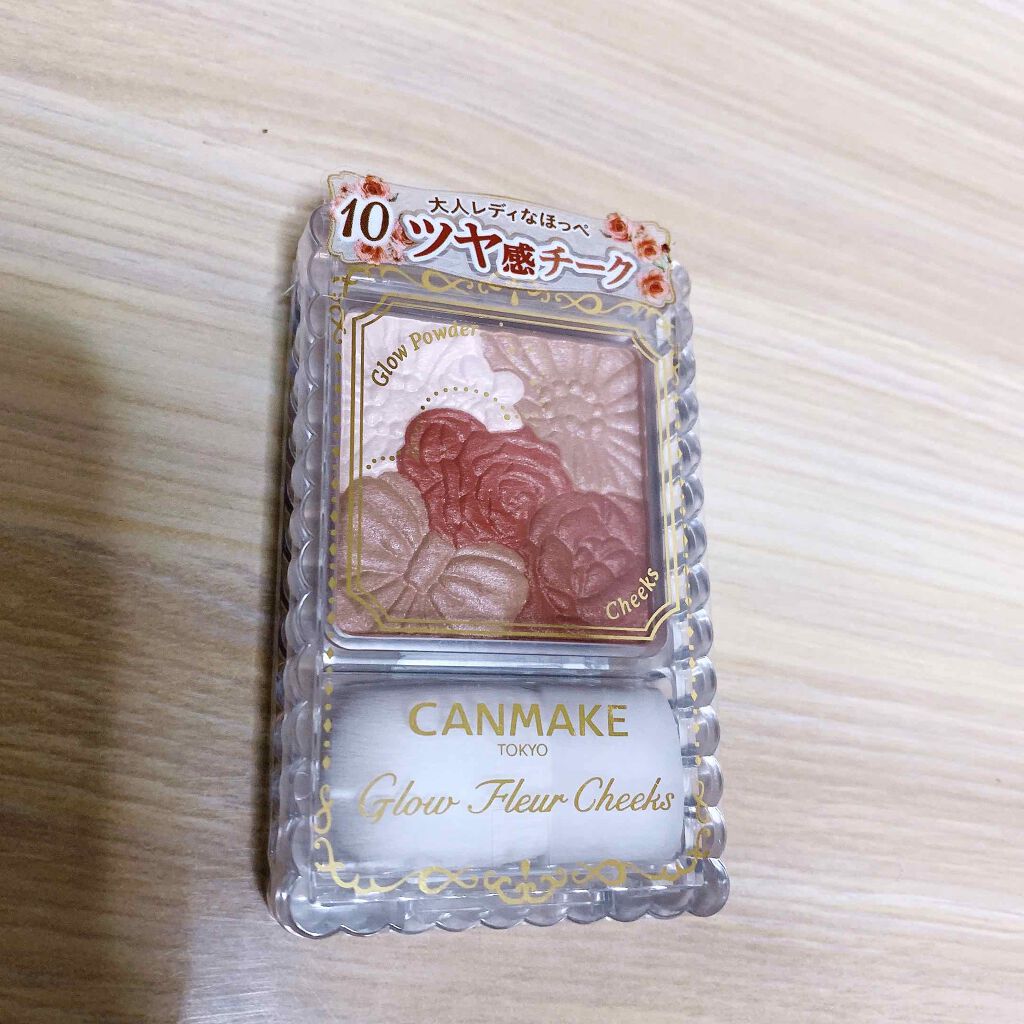 10
大人レディなほっぺ
ツヤ感チーク
Glow Powder
Cheeks
CANMAKE
TOKYO
Glow Fleur Cheeks